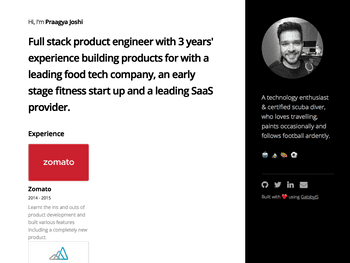 Hi, I'm Praagya Joshi
Full stack product engineer with 3 years'
experience building products for with a
leading food tech company, an early
stage fitness start up and a leading SaaS
provider.
Experience
zomato
Zomato
2014 - 2015
Learnt the ins and outs of
product development and
built various features
including a completely new
product.
A technology enthusiast
& certified scuba diver,
who loves travelling,
paints occasionally and
follows football ardently.
Built with ❤ using GatsbyJS